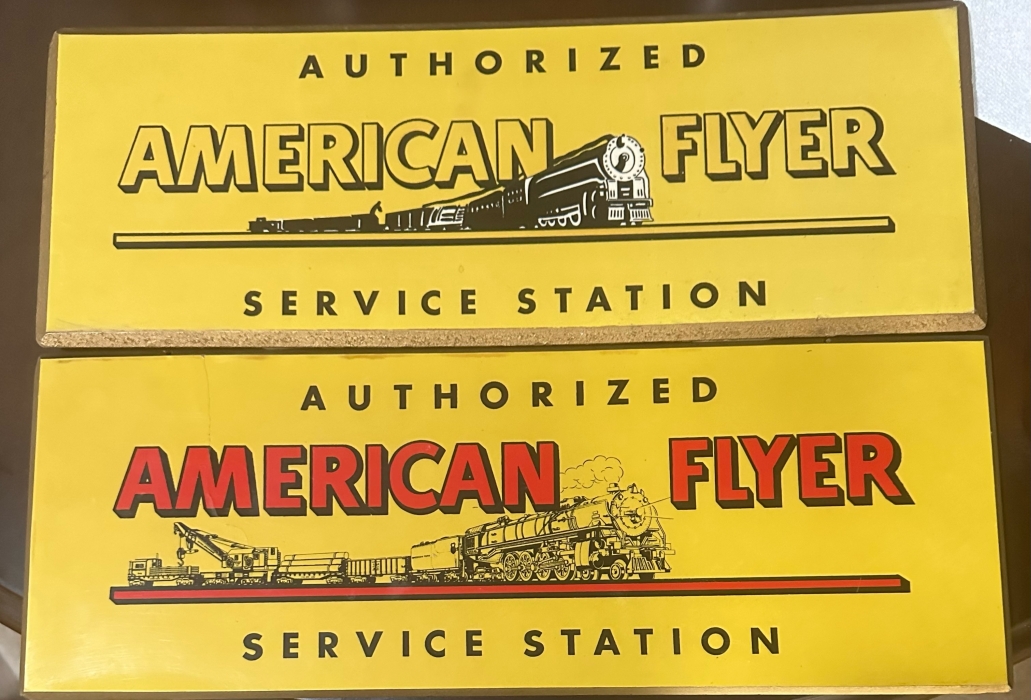 AUTHORIZED
AMERICAN FLYER
SERVICE STATION
AUTHORIZED
AMERICAN FLYER
SERVICE STATION